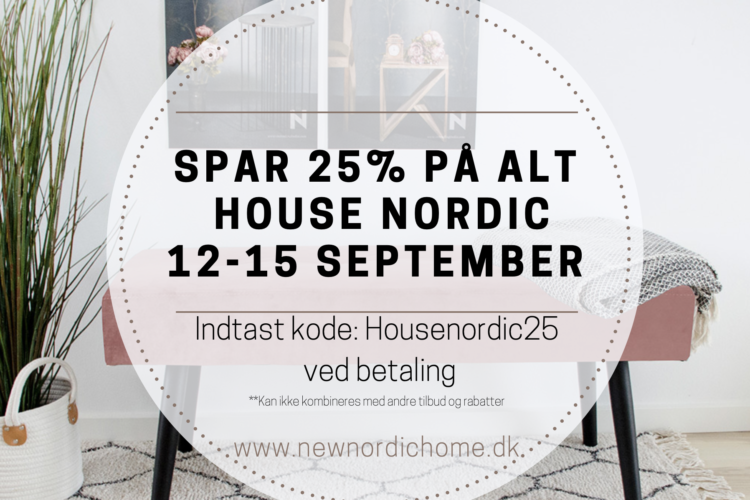 SPAR 25% PÅ ALT
HOUSE NORDIC
12-15 SEPTEMBER
Indtast kode: Housenordic25
ved betaling
**Kan ikke kombineres med andre tilbud og rabatter
www.newnordichome.dk